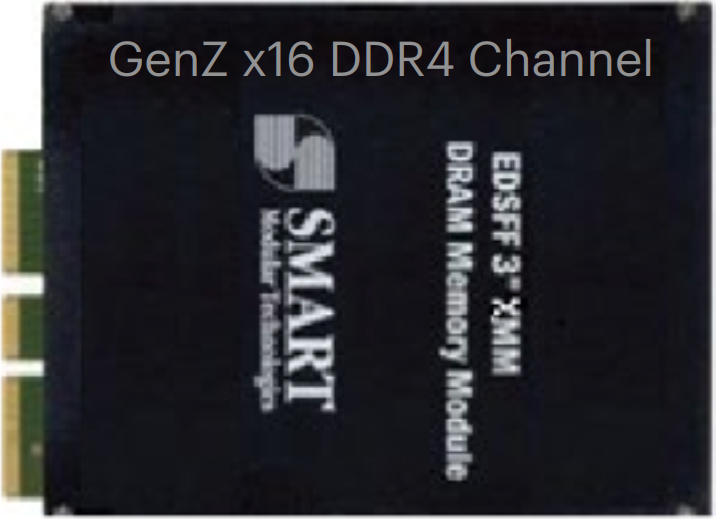 GenZ x16 DDR4 Channel
EDSFF 3" XMM
DRAM Memory Module
SMART
Modular Technologies